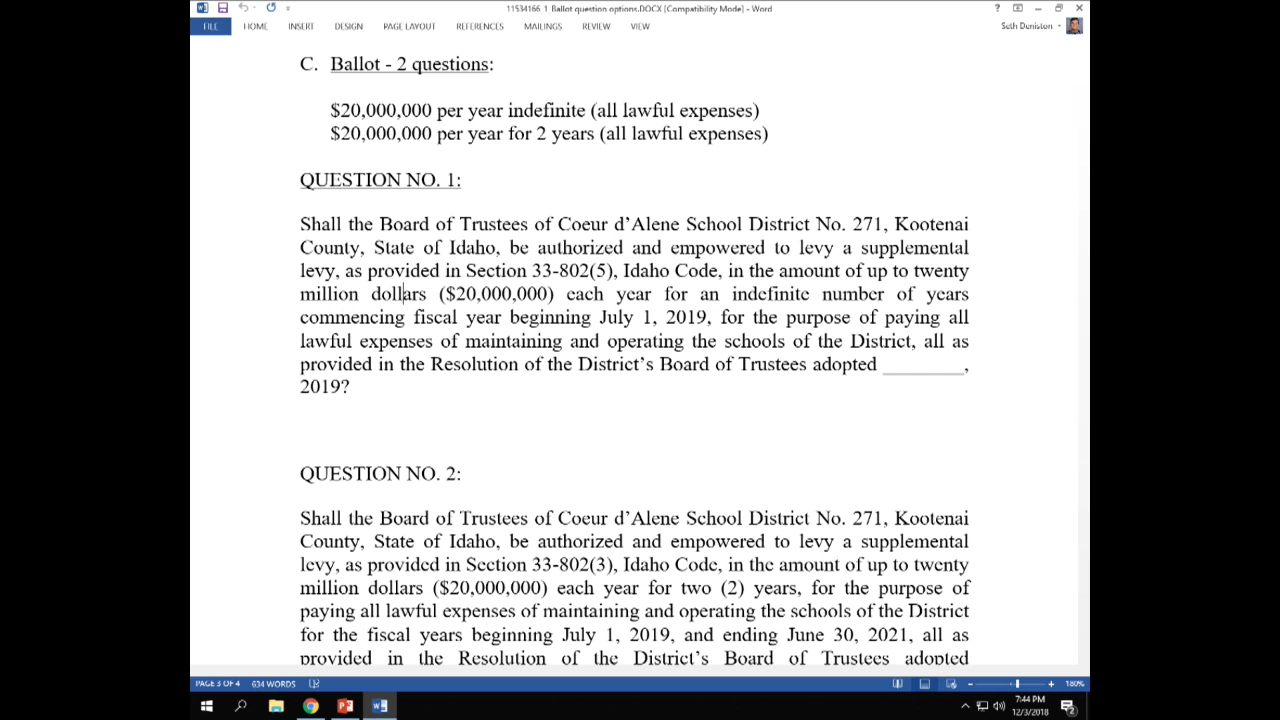 11534166_1_Ballot question options.DOCX [Compatibility Mode] - Word
?
FILE HOME INSERT DESIGN PAGE LAYOUT REFERENCES MAILINGS REVIEW VIEW
Seth Deniston
C. Ballot - 2 questions:
$20,000,000 per year indefinite (all lawful expenses)
$20,000,000 per year for 2 years (all lawful expenses)
QUESTION NO. 1:
Shall the Board of Trustees of Coeur d’Alene School District No. 271, Kootenai
County, State of Idaho, be authorized and empowered to levy a supplemental
levy, as provided in Section 33-802(5), Idaho Code, in the amount of up to twenty
million dollars ($20,000,000) each year for an indefinite number of years
commencing fiscal year beginning July 1, 2019, for the purpose of paying all
lawful expenses of maintaining and operating the schools of the District, all as
provided in the Resolution of the District’s Board of Trustees adopted _________,
2019?
QUESTION NO. 2:
Shall the Board of Trustees of Coeur d’Alene School District No. 271, Kootenai
County, State of Idaho, be authorized and empowered to levy a supplemental
levy, as provided in Section 33-802(3), Idaho Code, in the amount of up to twenty
million dollars ($20,000,000) each year for two (2) years, for the purpose of
paying all lawful expenses of maintaining and operating the schools of the District
for the fiscal years beginning July 1, 2019, and ending June 30, 2021, all as
provided in the Resolution of the District’s Board of Trustees adopted
PAGE 3 OF 4 634 WORDS
180%
7:44 PM
12/3/2018
2